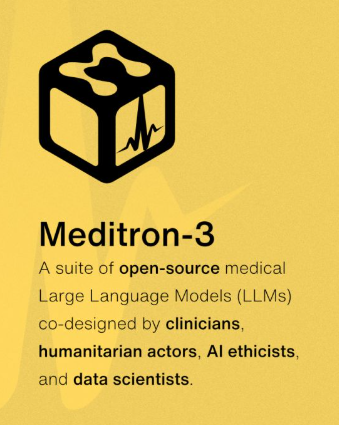 Meditron-3
A suite of open-source medical
Large Language Models (LLMs)
co-designed by clinicians,
humanitarian actors, AI ethicists,
and data scientists.